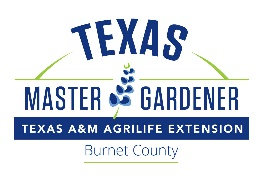 TEXAS
MASTER GARDENER
TEXAS A&M AGRILIFE EXTENSION
Burnet County